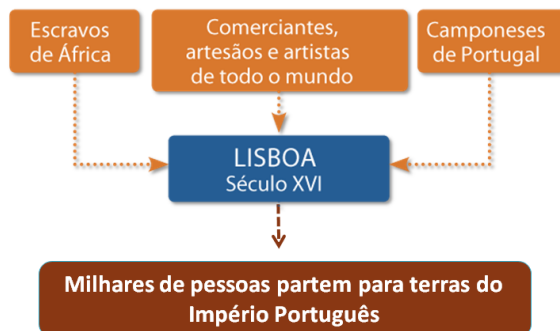 Escravos
de África
Comerciantes,
artesãos e artistas
de todo o mundo
Camponeses
de Portugal
LISBOA
Século XVI
Milhares de pessoas partem para terras do
Império Português